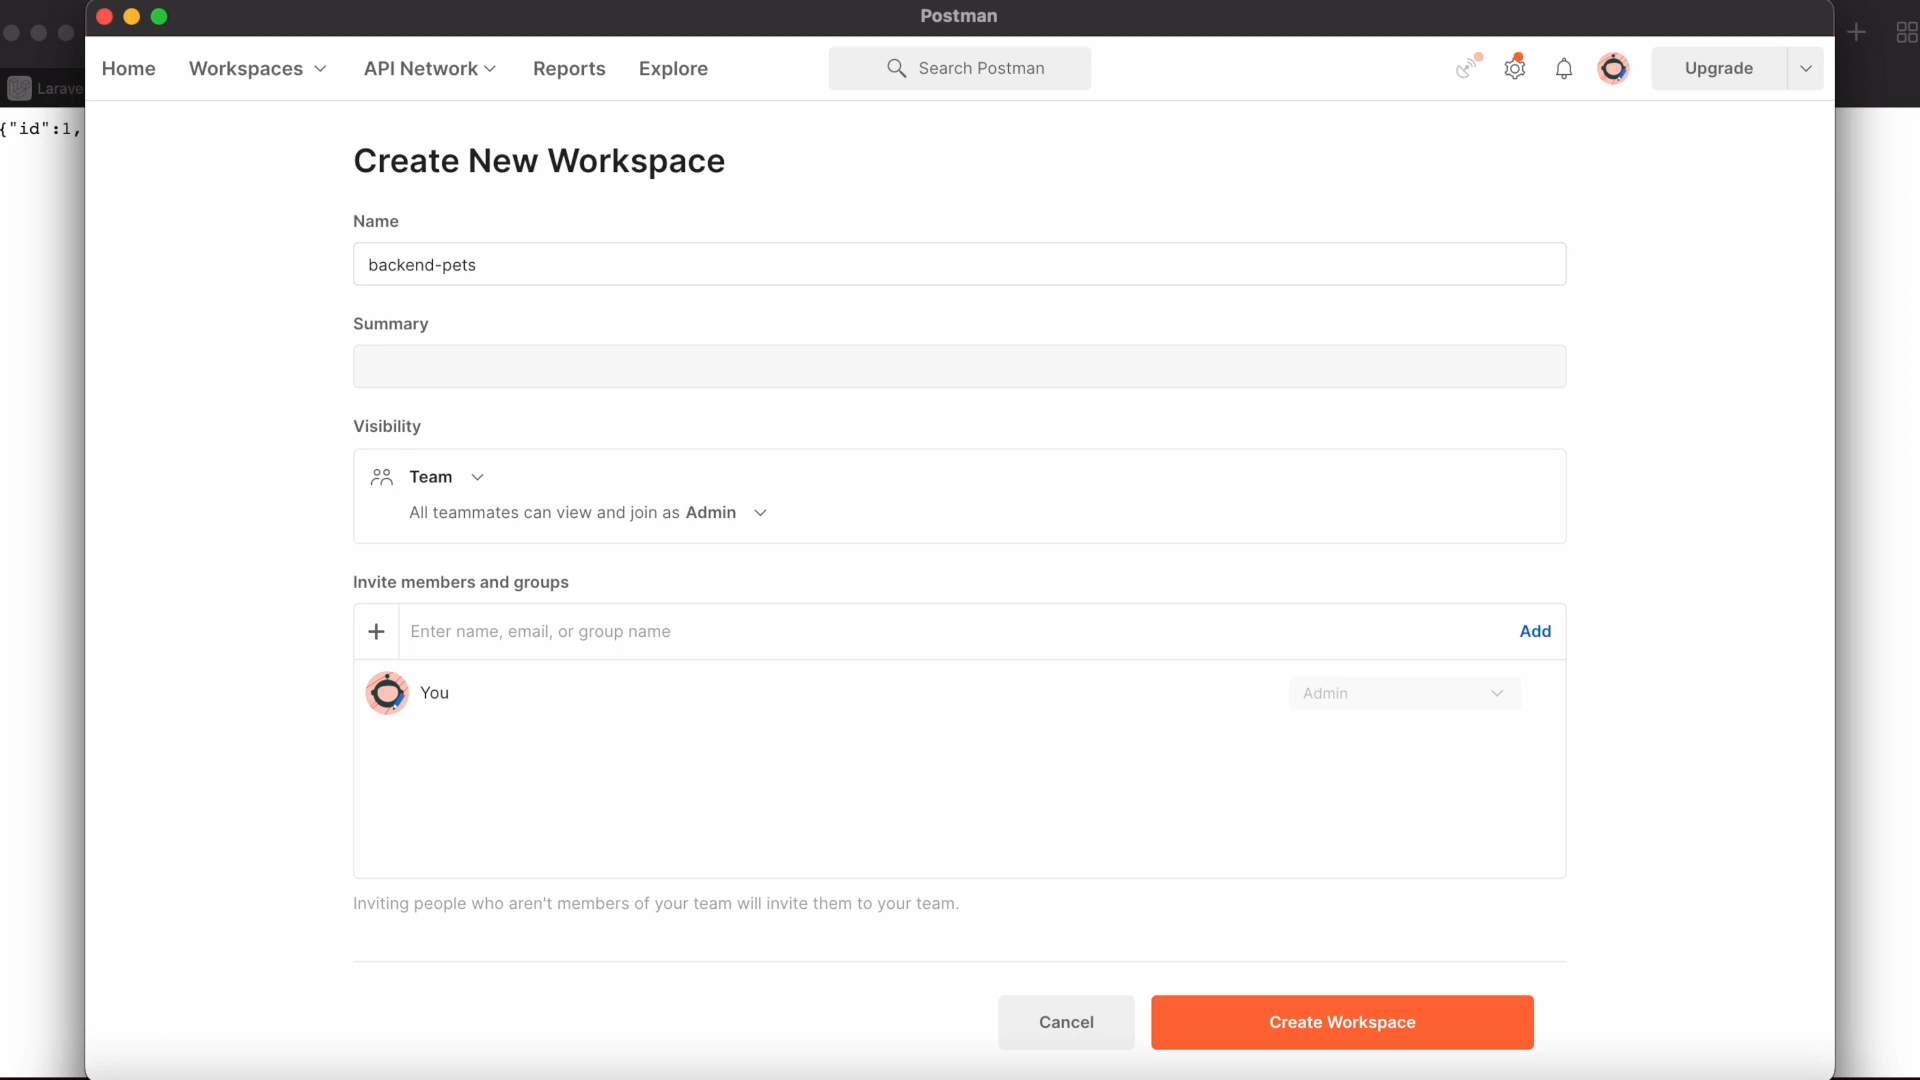 Postman
Home Workspaces API Network Reports Explore Search Postman Upgrade
Larave
{"id":1,
Create New Workspace
Name
backend-pets
Summary
Visibility
Team
All teammates can view and join as Admin
Invite members and groups
Enter name, email, or group name Add
You Admin
Inviting people who aren't members of your team will invite them to your team.
Cancel Create Workspace